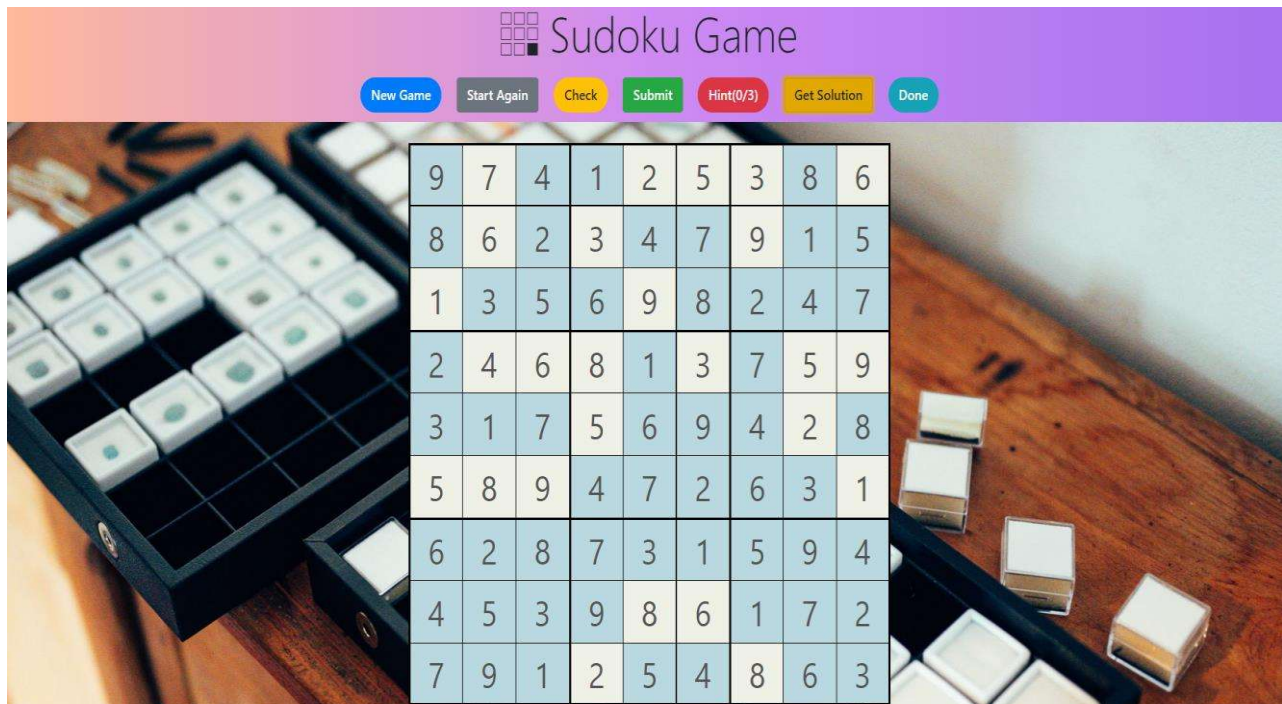 Sudoku Game
New Game Start Again Check Submit Hint(0/3) Get Solution Done
9 7 4 1 2 5 3 8 6
8 6 2 3 4 7 9 1 5
1 3 5 6 9 8 2 4 7
2 4 6 8 1 3 7 5 9
3 1 7 5 6 9 4 2 8
5 8 9 4 7 2 6 3 1
6 2 8 7 3 1 5 9 4
4 5 3 9 8 6 1 7 2
7 9 1 2 5 4 8 6 3